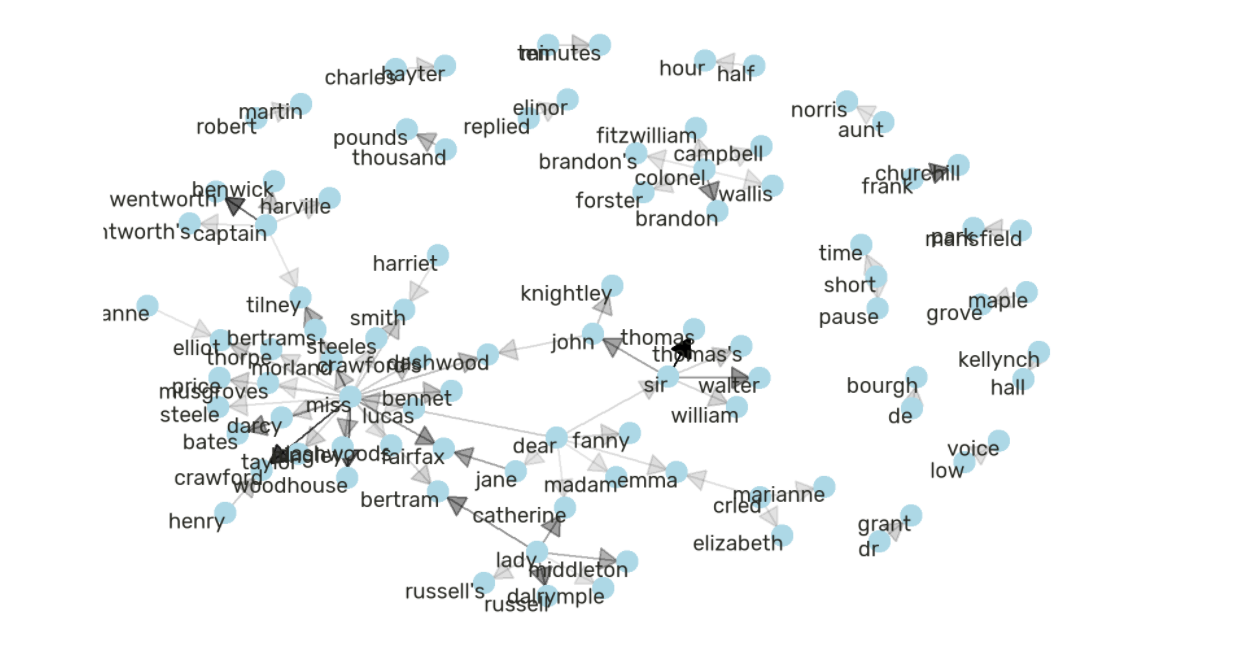 ten
minutes
charles
hayter
hour
half
robert
martin
replied
elinor
norris
aunt
pounds
thousand
fitzwilliam
brandon's
campbell
colonel
wallis
forster
brandon
churchill
frank
wentworth
benwick
harville
ntworth's
captain
park
mansfield
time
short
pause
harriet
tilney
smith
knightley
anne
grove
maple
elliot
bertrams
thorpe
steeles
morland
crawfords
dashwood
john
thomas
thomas's
kellynch
hall
price
musgroves
steele
miss
bennet
lucas
sir
walter
william
bourgh
de
darcy
bates
taylor
bingley
dashwoods
fairfax
dear
fanny
voice
low
crawford
woodhouse
bertram
jane
madam
emma
marianne
cried
elizabeth
henry
catherine
grant
dr
lady
middleton
russell's
russell
dalrymple